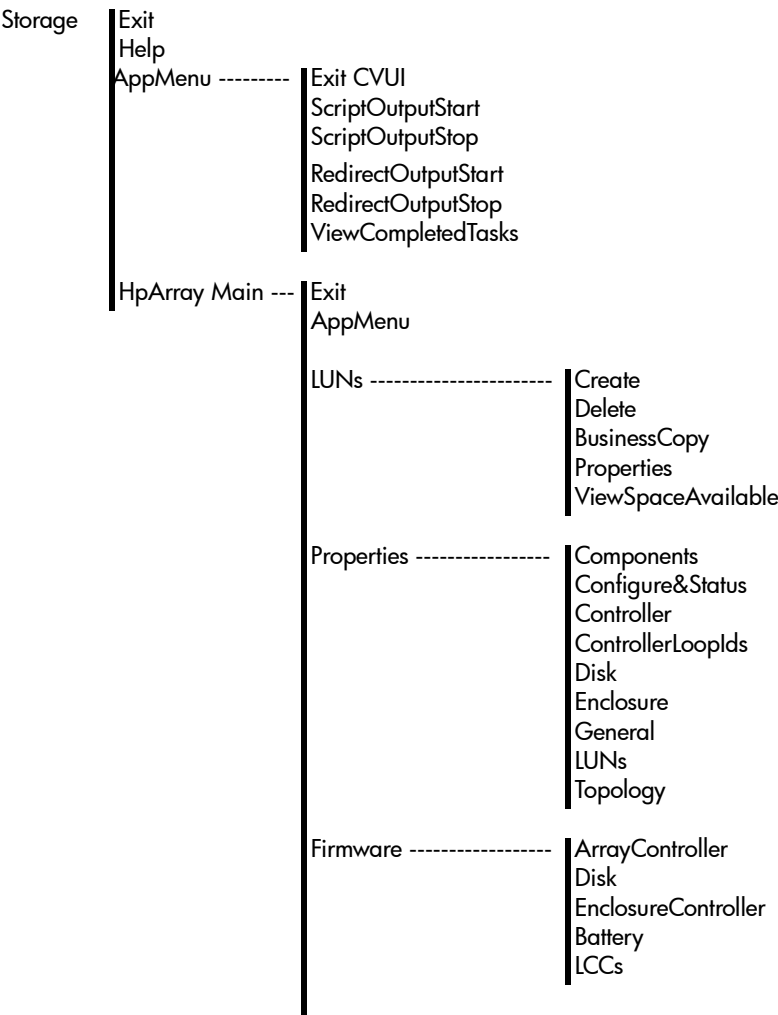 Storage Exit
Help
AppMenu --------- Exit CVUI
ScriptOutputStart
ScriptOutputStop
RedirectOutputStart
RedirectOutputStop
ViewCompletedTasks
HpArray Main --- Exit
AppMenu
LUNs ----------------------- Create
Delete
BusinessCopy
Properties
ViewSpaceAvailable
Properties ----------------- Components
Configure&Status
Controller
ControllerLoopIds
Disk
Enclosure
General
LUNs
Topology
Firmware ------------------ ArrayController
Disk
EnclosureController
Battery
LCCs